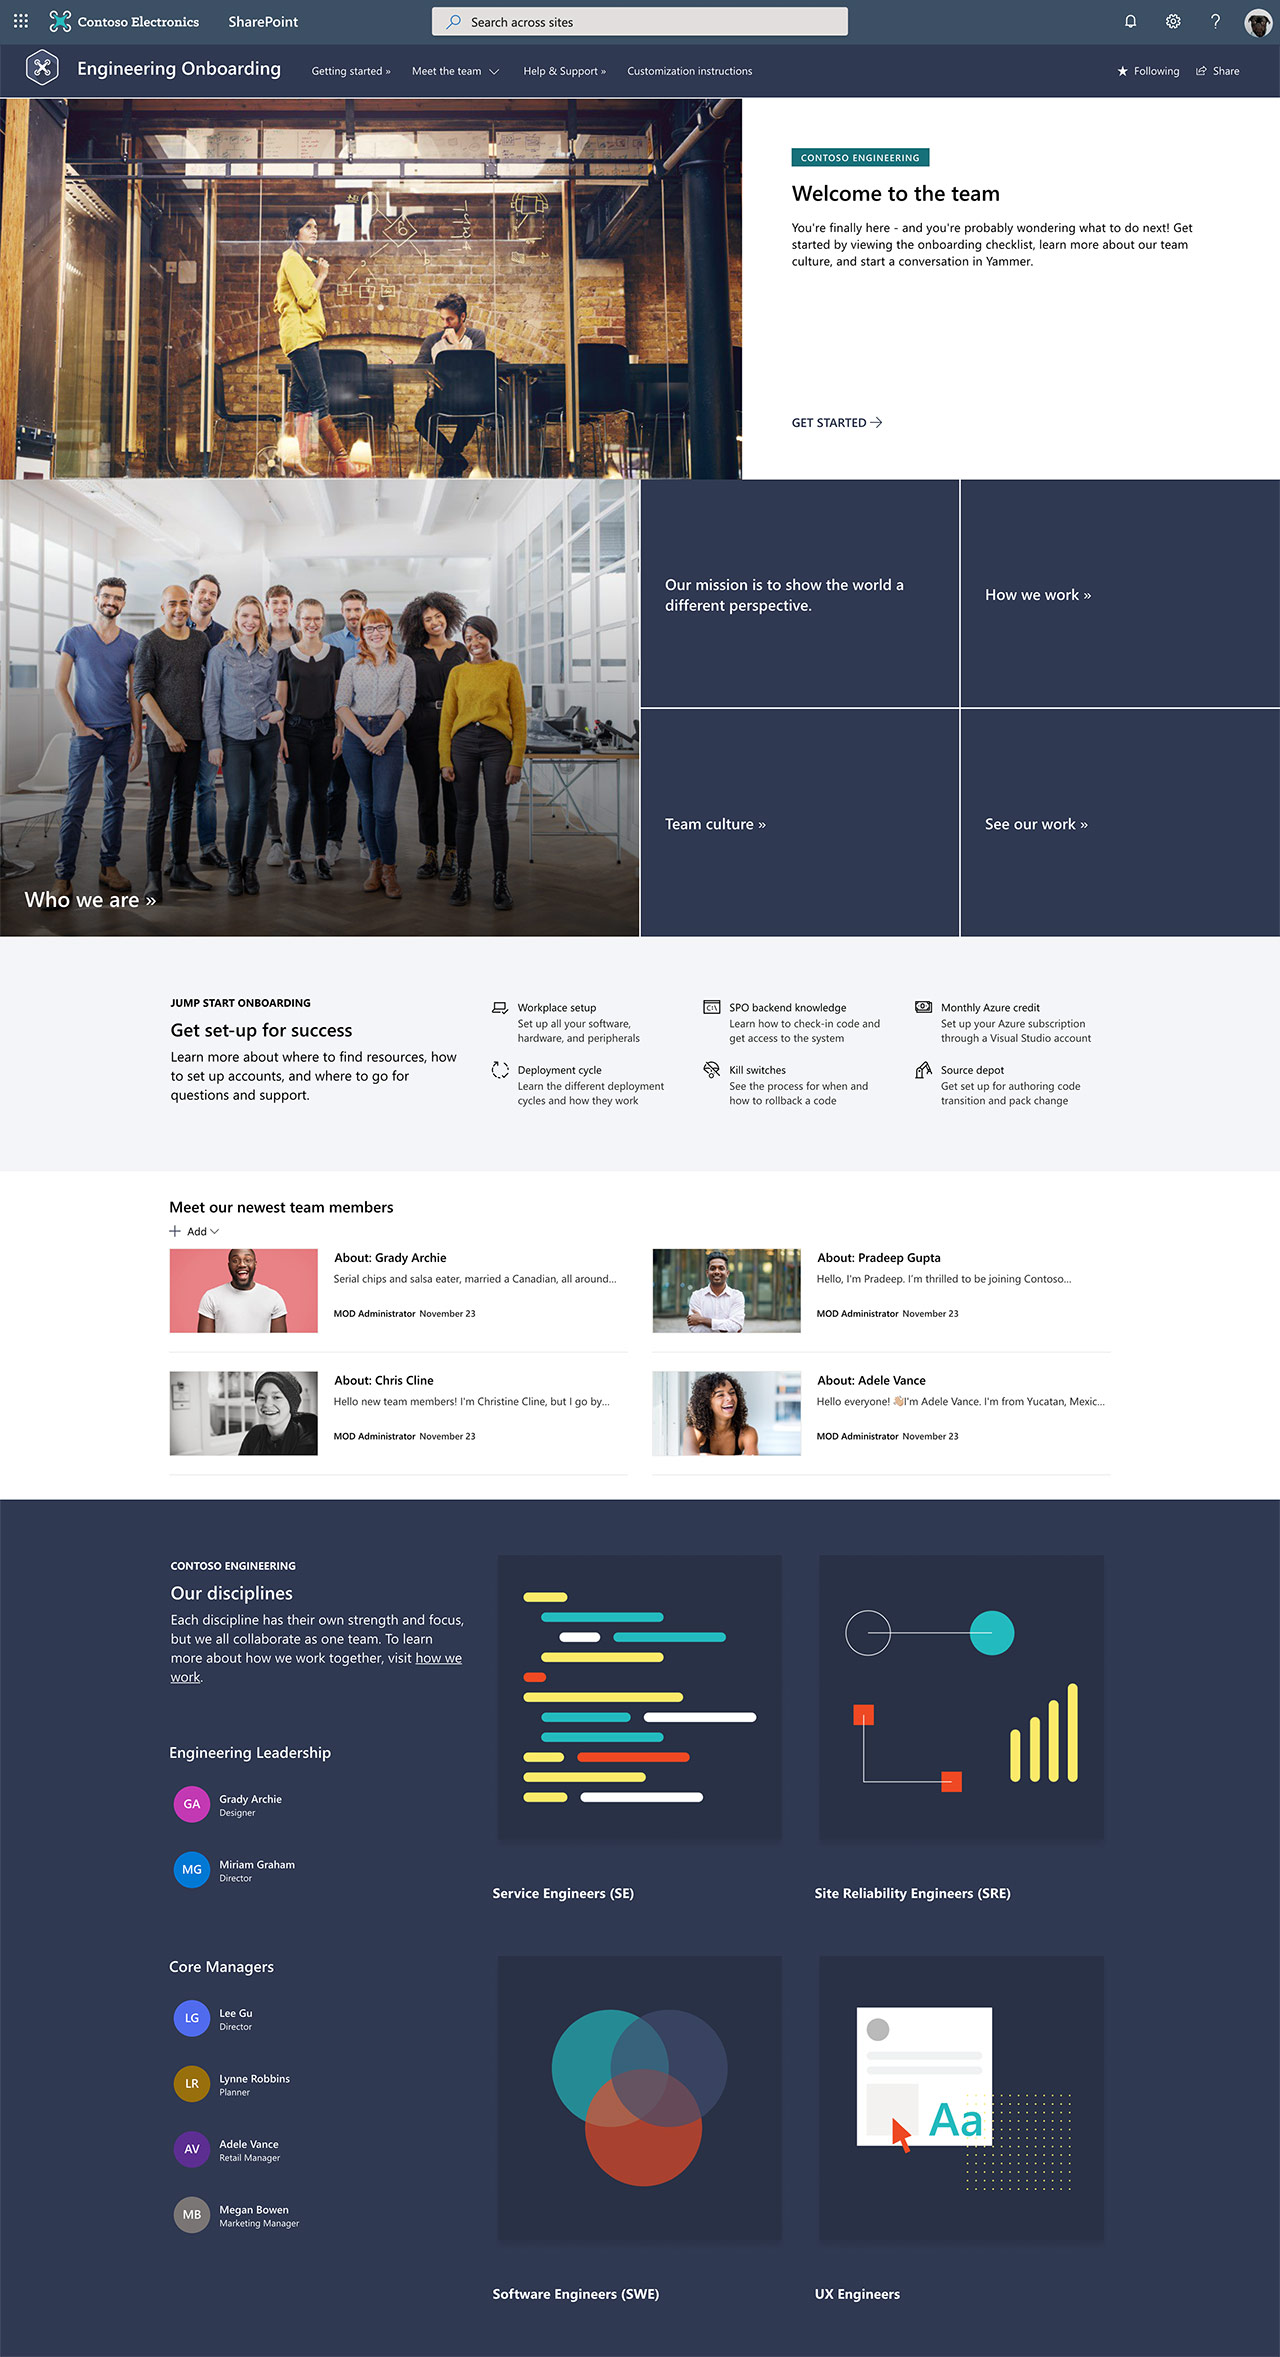 Contoso Electronics
SharePoint
Search across sites
?
Engineering Onboarding
Getting started »
Meet the team
Help & Support »
Customization instructions
Following
Share
CONTOSO ENGINEERING
Welcome to the team
You're finally here - and you're probably wondering what to do next! Get
started by viewing the onboarding checklist, learn more about our team
culture, and start a conversation in Yammer.
GET STARTED
Who we are »
Our mission is to show the world a
different perspective.
How we work »
Team culture »
See our work »
JUMP START ONBOARDING
Get set-up for success
Learn more about where to find resources, how
to set up accounts, and where to go for
questions and support.
Workplace setup
Set up all your software,
hardware, and peripherals
SPO backend knowledge
Learn how to check-in code and
get access to the system
Monthly Azure credit
Set up your Azure subscription
through a Visual Studio account
Deployment cycle
Learn the different deployment
cycles and how they work
Kill switches
See the process for when and
how to rollback a code
Source depot
Get set up for authoring code
transition and pack change
Meet our newest team members
Add
About: Grady Archie
Serial chips and salsa eater, married a Canadian, all around...
MOD Administrator November 23
About: Pradeep Gupta
Hello, I'm Pradeep. I'm thrilled to be joining Contoso...
MOD Administrator November 23
About: Chris Cline
Hello new team members! I'm Christine Cline, but I go by...
MOD Administrator November 23
About: Adele Vance
Hello everyone! 👋🏼I'm Adele Vance. I'm from Yucatan, Mexic...
MOD Administrator November 23
CONTOSO ENGINEERING
Our disciplines
Each discipline has their own strength and focus,
but we all collaborate as one team. To learn
more about how we work together, visit how we
work.
Engineering Leadership
GA
Grady Archie
Designer
MG
Miriam Graham
Director
Core Managers
LG
Lee Gu
Director
LR
Lynne Robbins
Planner
AV
Adele Vance
Retail Manager
MB
Megan Bowen
Marketing Manager
Service Engineers (SE)
Site Reliability Engineers (SRE)
Aa
Software Engineers (SWE)
UX Engineers